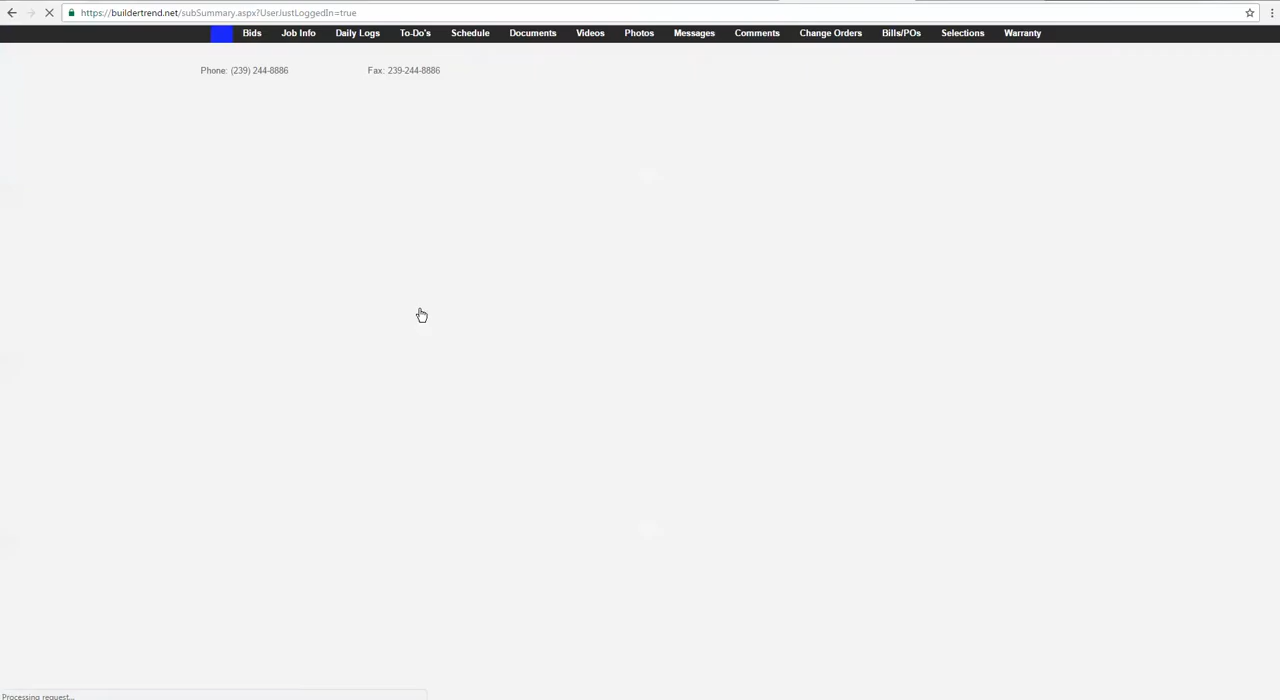 https://buildertrend.net/subSummary.aspx?UserJustLoggedIn=true
Bids Job Info Daily Logs To-Do's Schedule Documents Videos Photos Messages Comments Change Orders Bills/POs Selections Warranty
Phone: (239) 244-8886 Fax: 239-244-8886
Processing request...